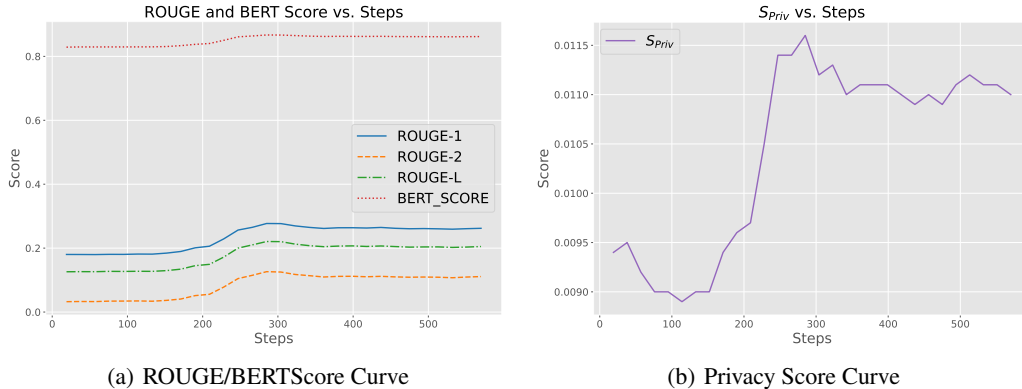 ROUGE and BERT Score vs. Steps
0.8
0.6
0.4
0.2
0.0
Score
ROUGE-1
ROUGE-2
ROUGE-L
BERT_SCORE
0 100 200 300 400 500
Steps
(a) ROUGE/BERTScore Curve
S_Priv vs. Steps
0.0115
0.0110
0.0105
0.0100
0.0095
0.0090
Score
S_Priv
0 100 200 300 400 500
Steps
(b) Privacy Score Curve